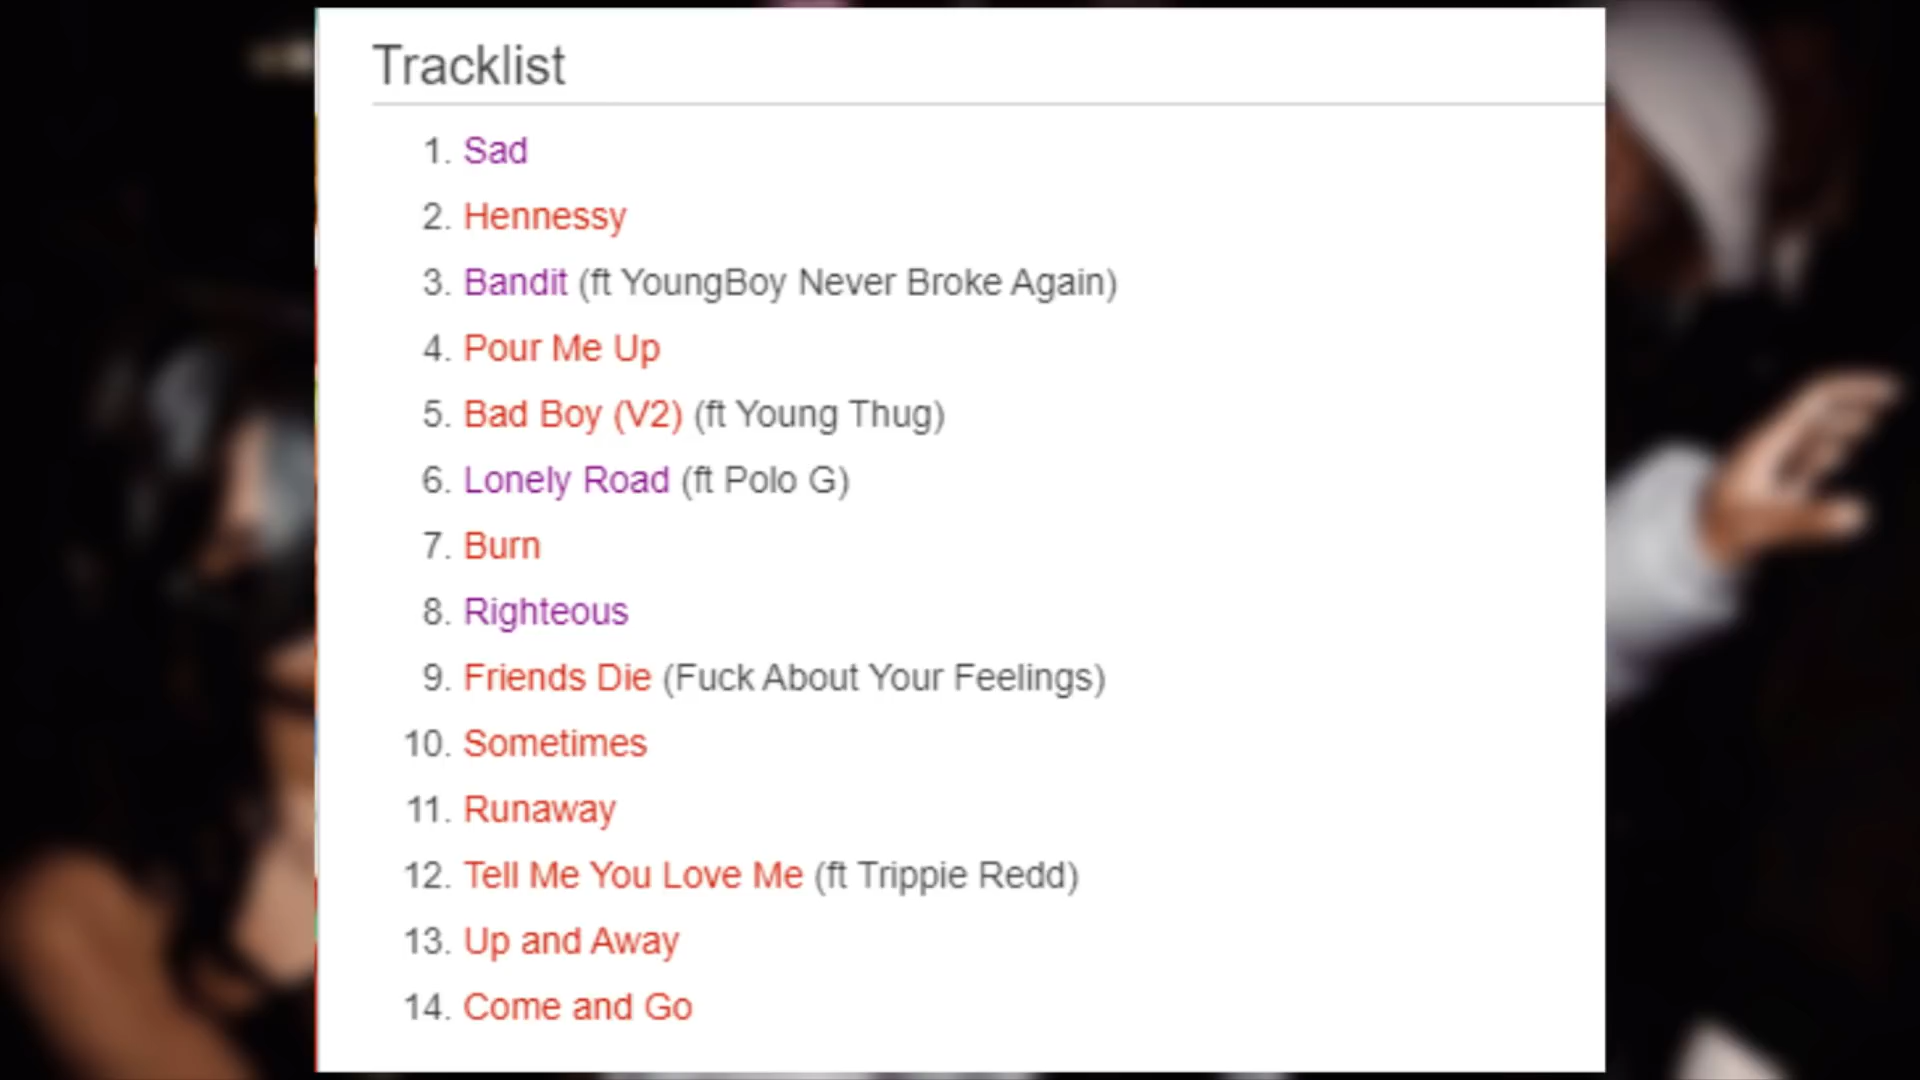 Tracklist
1. Sad
2. Hennessy
3. Bandit (ft YoungBoy Never Broke Again)
4. Pour Me Up
5. Bad Boy (V2) (ft Young Thug)
6. Lonely Road (ft Polo G)
7. Burn
8. Righteous
9. Friends Die (Fuck About Your Feelings)
10. Sometimes
11. Runaway
12. Tell Me You Love Me (ft Trippie Redd)
13. Up and Away
14. Come and Go